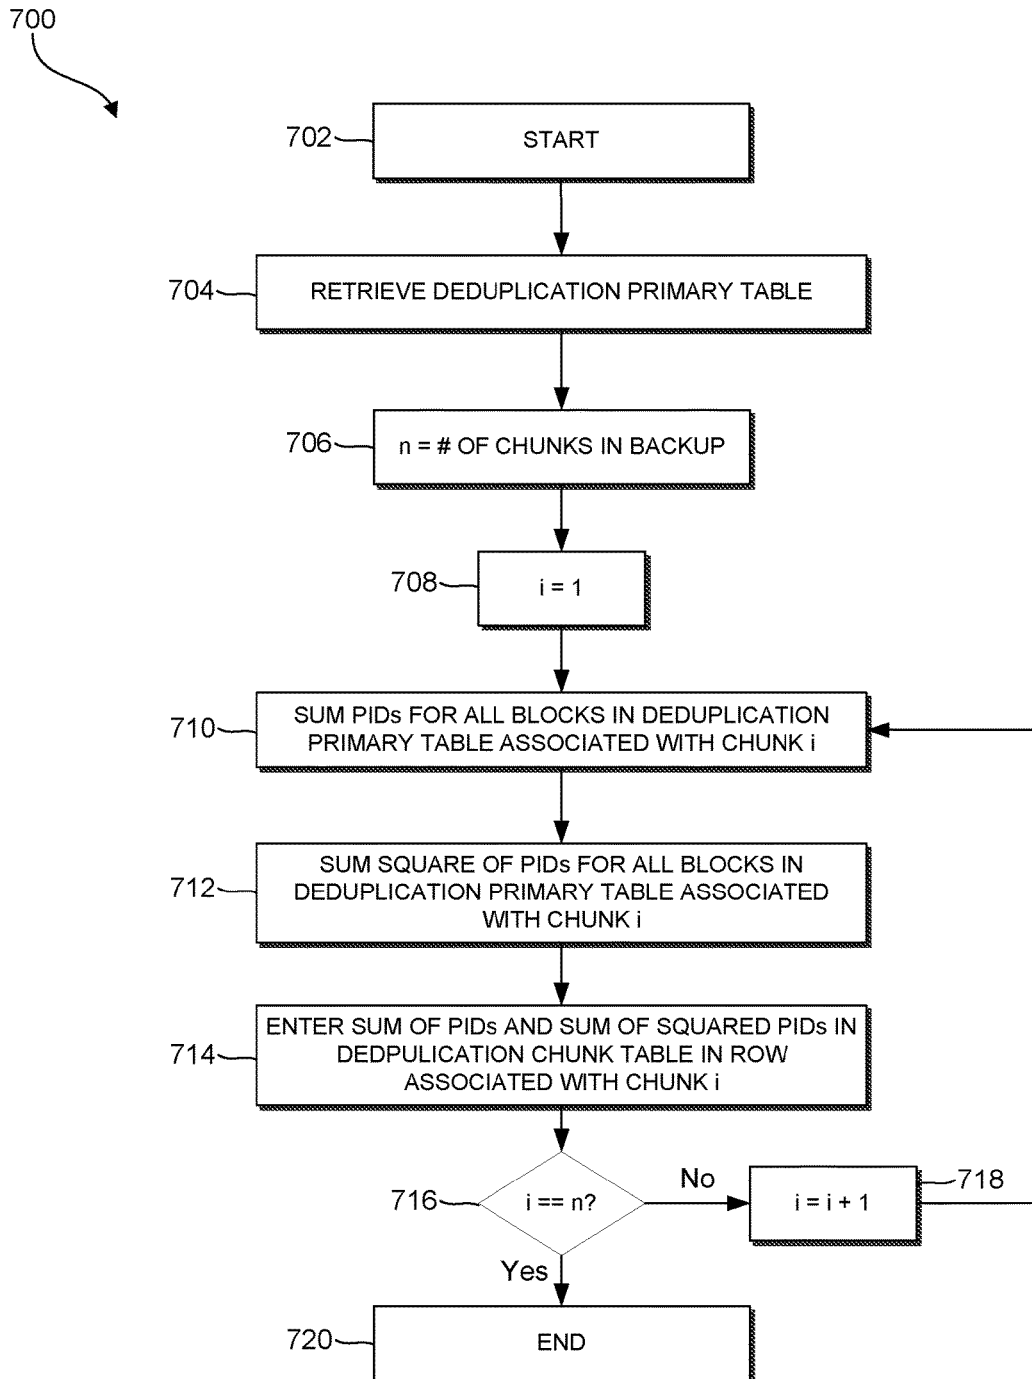 700
702
START
704
RETRIEVE DEDUPLICATION PRIMARY TABLE
706
n = # OF CHUNKS IN BACKUP
708
i = 1
710
SUM PIDs FOR ALL BLOCKS IN DEDUPLICATION
PRIMARY TABLE ASSOCIATED WITH CHUNK i
712
SUM SQUARE OF PIDs FOR ALL BLOCKS IN
DEDUPLICATION PRIMARY TABLE ASSOCIATED
WITH CHUNK i
714
ENTER SUM OF PIDs AND SUM OF SQUARED PIDs IN
DEDPULICATION CHUNK TABLE IN ROW
ASSOCIATED WITH CHUNK i
716
i == n?
No
i = i + 1
718
Yes
720
END